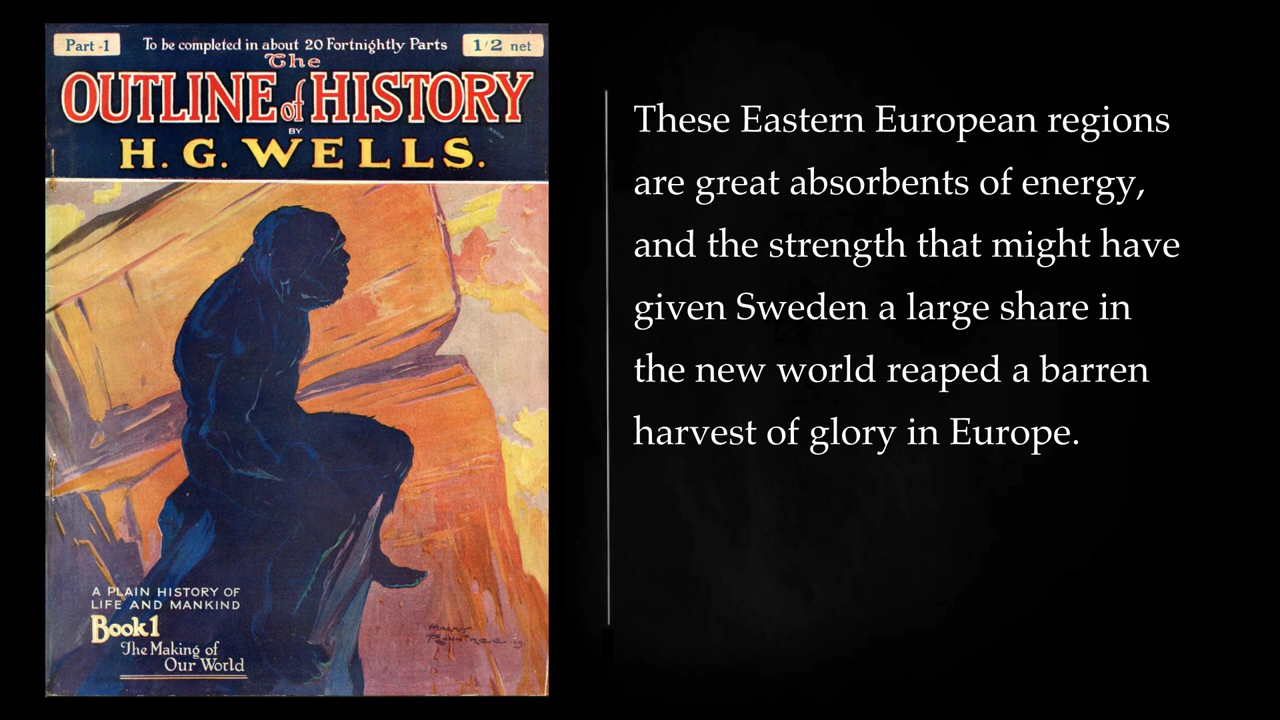 Part -1
To be completed in about 20 Fortnightly Parts
1/2 net
The
OUTLINE of HISTORY
BY
H. G. WELLS.
These Eastern European regions
are great absorbents of energy,
and the strength that might have
given Sweden a large share in
the new world reaped a barren
harvest of glory in Europe.
A PLAIN HISTORY OF
LIFE AND MANKIND
Book 1
The Making of
Our World